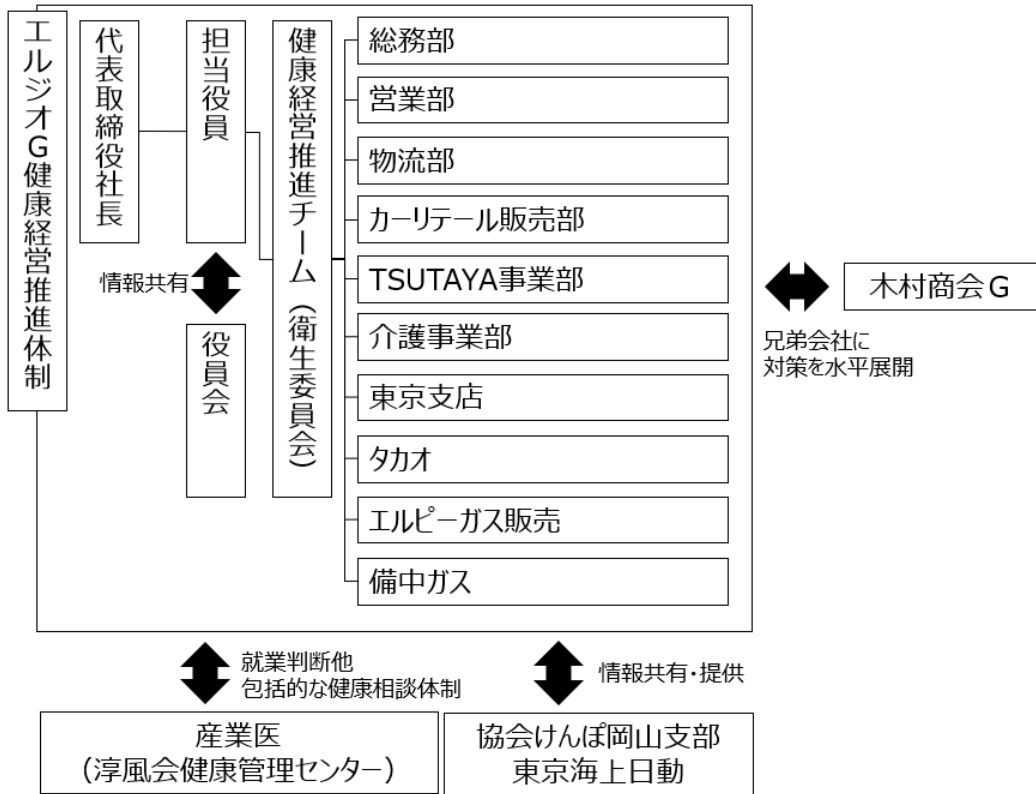 エルジオG健康経営推進体制
代表取締役社長
担当役員
情報共有
役員会
健康経営推進チーム（衛生委員会）
総務部
営業部
物流部
カーリテール販売部
TSUTAYA事業部
介護事業部
東京支店
タカオ
エルピーガス販売
備中ガス
木村商会G
兄弟会社に
対策を水平展開
就業判断他
包括的な健康相談体制
情報共有・提供
産業医
（淳風会健康管理センター）
協会けんぽ岡山支部
東京海上日動